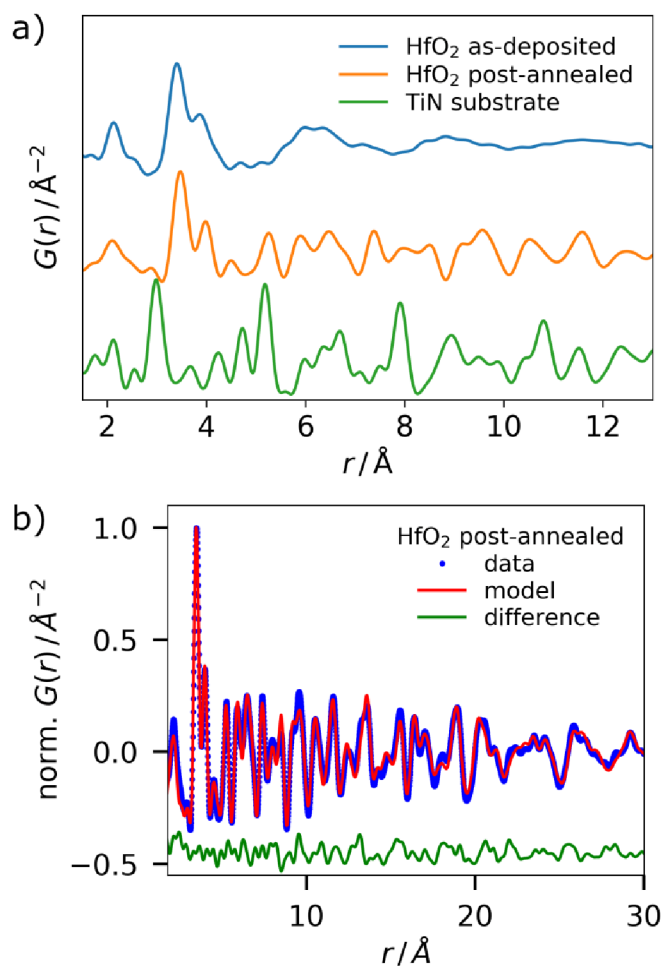 a)
HfO₂ as-deposited
HfO₂ post-annealed
TiN substrate
G(r) / Å⁻²
2 4 6 8 10 12
r / Å
b)
HfO₂ post-annealed
data
model
difference
norm. G(r) / Å⁻²
1.0
0.5
0.0
−0.5
10 20 30
r / Å